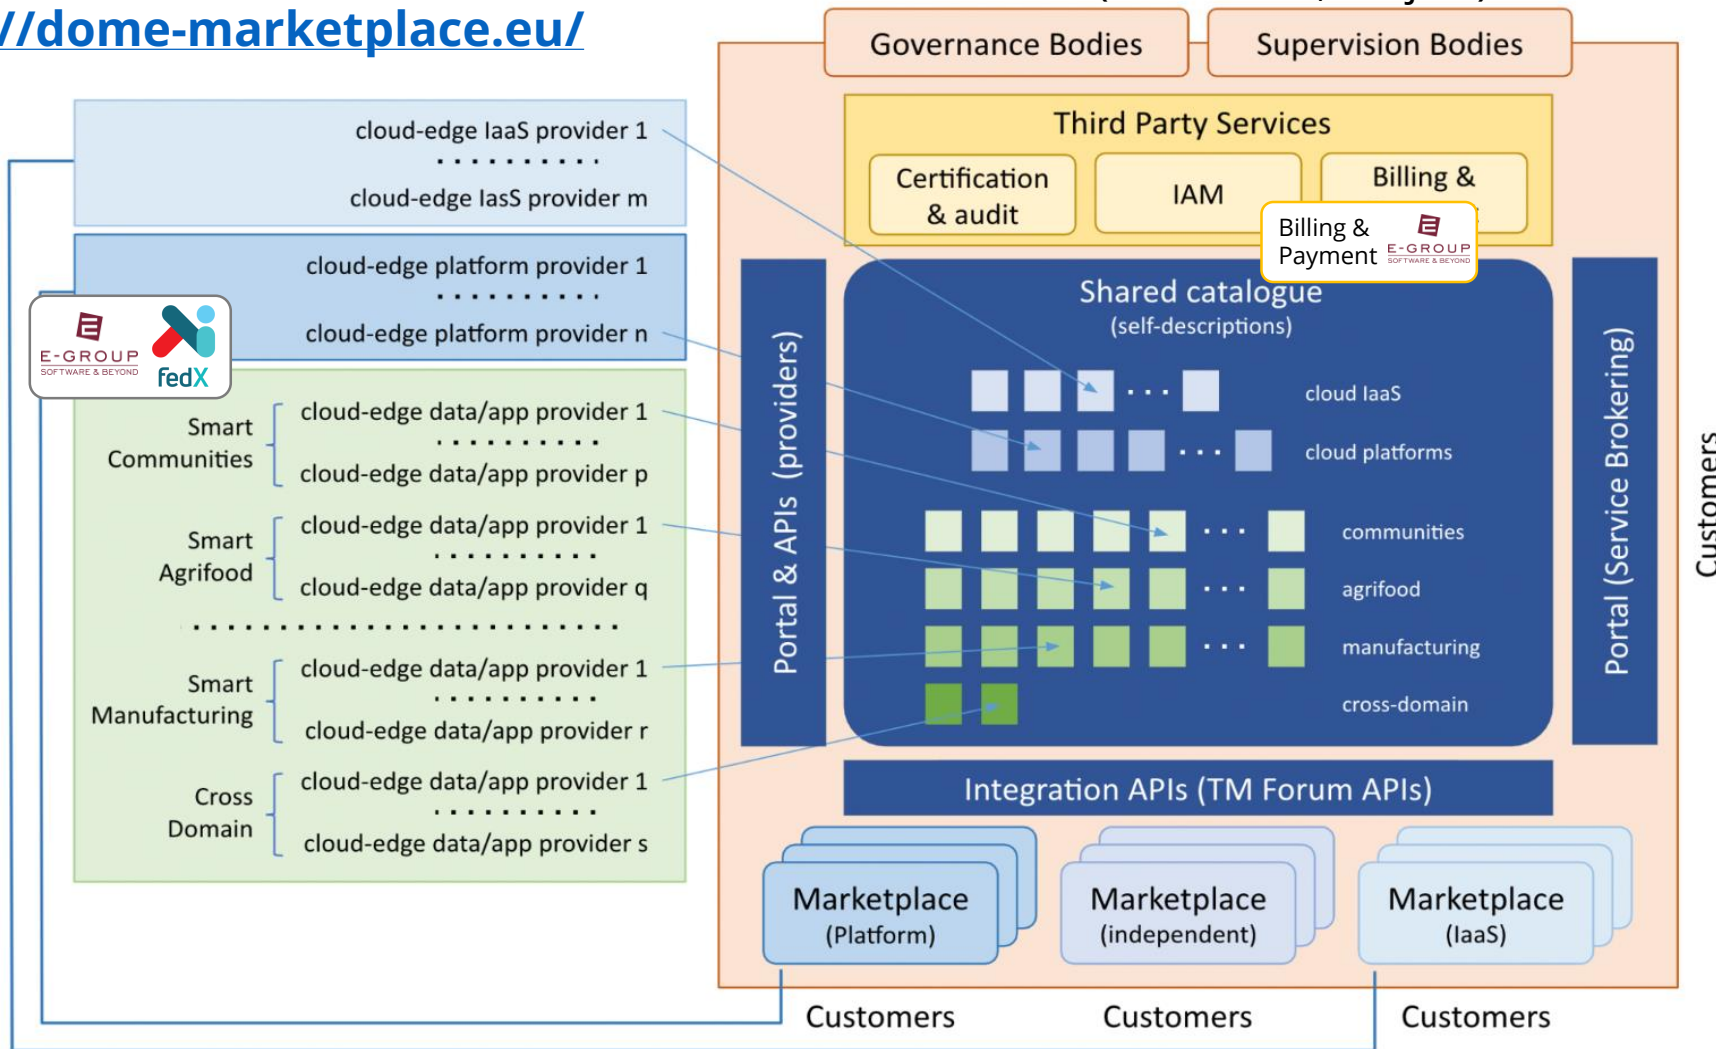 //dome-marketplace.eu/
Governance Bodies
Supervision Bodies
cloud-edge IaaS provider 1
. . . . . . . . . .
cloud-edge IasS provider m
cloud-edge platform provider 1
. . . . . . . . . .
cloud-edge platform provider n
E-GROUP
SOFTWARE & BEYOND
fedX
Smart
Communities
cloud-edge data/app provider 1
. . . . . . . . . .
cloud-edge data/app provider p
Smart
Agrifood
cloud-edge data/app provider 1
. . . . . . . . . .
cloud-edge data/app provider q
Smart
Manufacturing
cloud-edge data/app provider 1
. . . . . . . . . .
cloud-edge data/app provider r
Cross
Domain
cloud-edge data/app provider 1
. . . . . . . . . .
cloud-edge data/app provider s
Third Party Services
Certification
& audit
IAM
Billing &
Billing &
Payment
E-GROUP
SOFTWARE & BEYOND
Portal & APIs (providers)
Shared catalogue
(self-descriptions)
. . . cloud IaaS
. . . cloud platforms
. . . communities
. . . agrifood
. . . manufacturing
cross-domain
Portal (Service Brokering)
Customers
Integration APIs (TM Forum APIs)
Marketplace
(Platform)
Marketplace
(independent)
Marketplace
(IaaS)
Customers
Customers
Customers